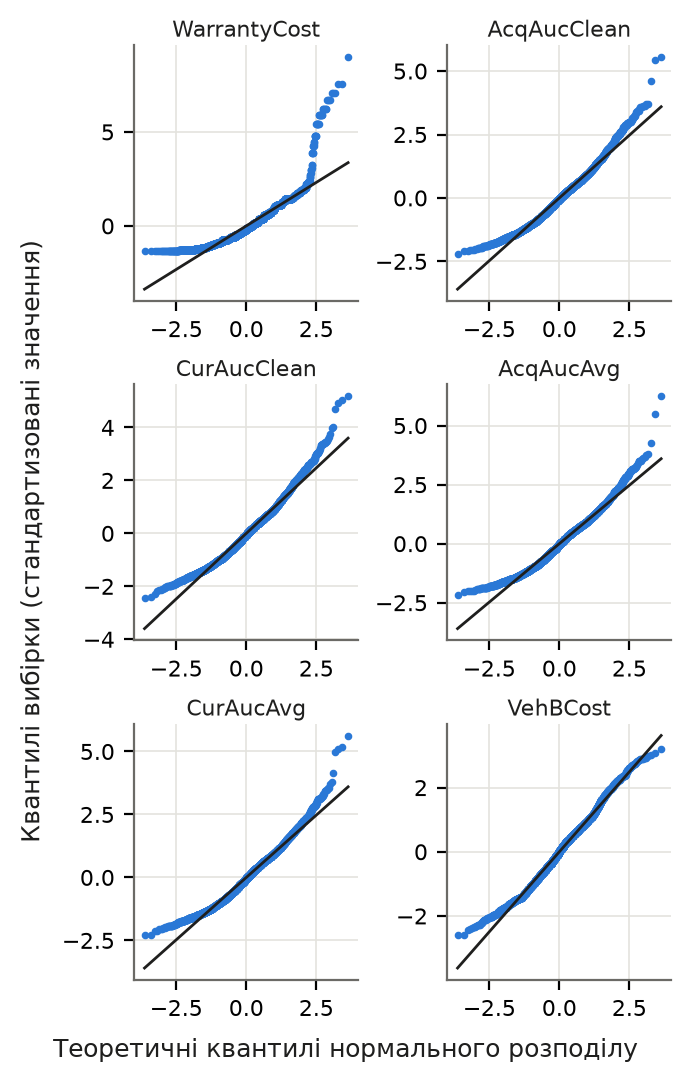 WarrantyCost
5
0
−2.5 0.0 2.5
AcqAucClean
5.0
2.5
0.0
−2.5
−2.5 0.0 2.5
CurAucClean
4
2
0
−2
−4
−2.5 0.0 2.5
AcqAucAvg
5.0
2.5
0.0
−2.5
−2.5 0.0 2.5
CurAucAvg
5.0
2.5
0.0
−2.5
−2.5 0.0 2.5
VehBCost
2
0
−2
−2.5 0.0 2.5
Квантилі вибірки (стандартизовані значення)
Теоретичні квантилі нормального розподілу